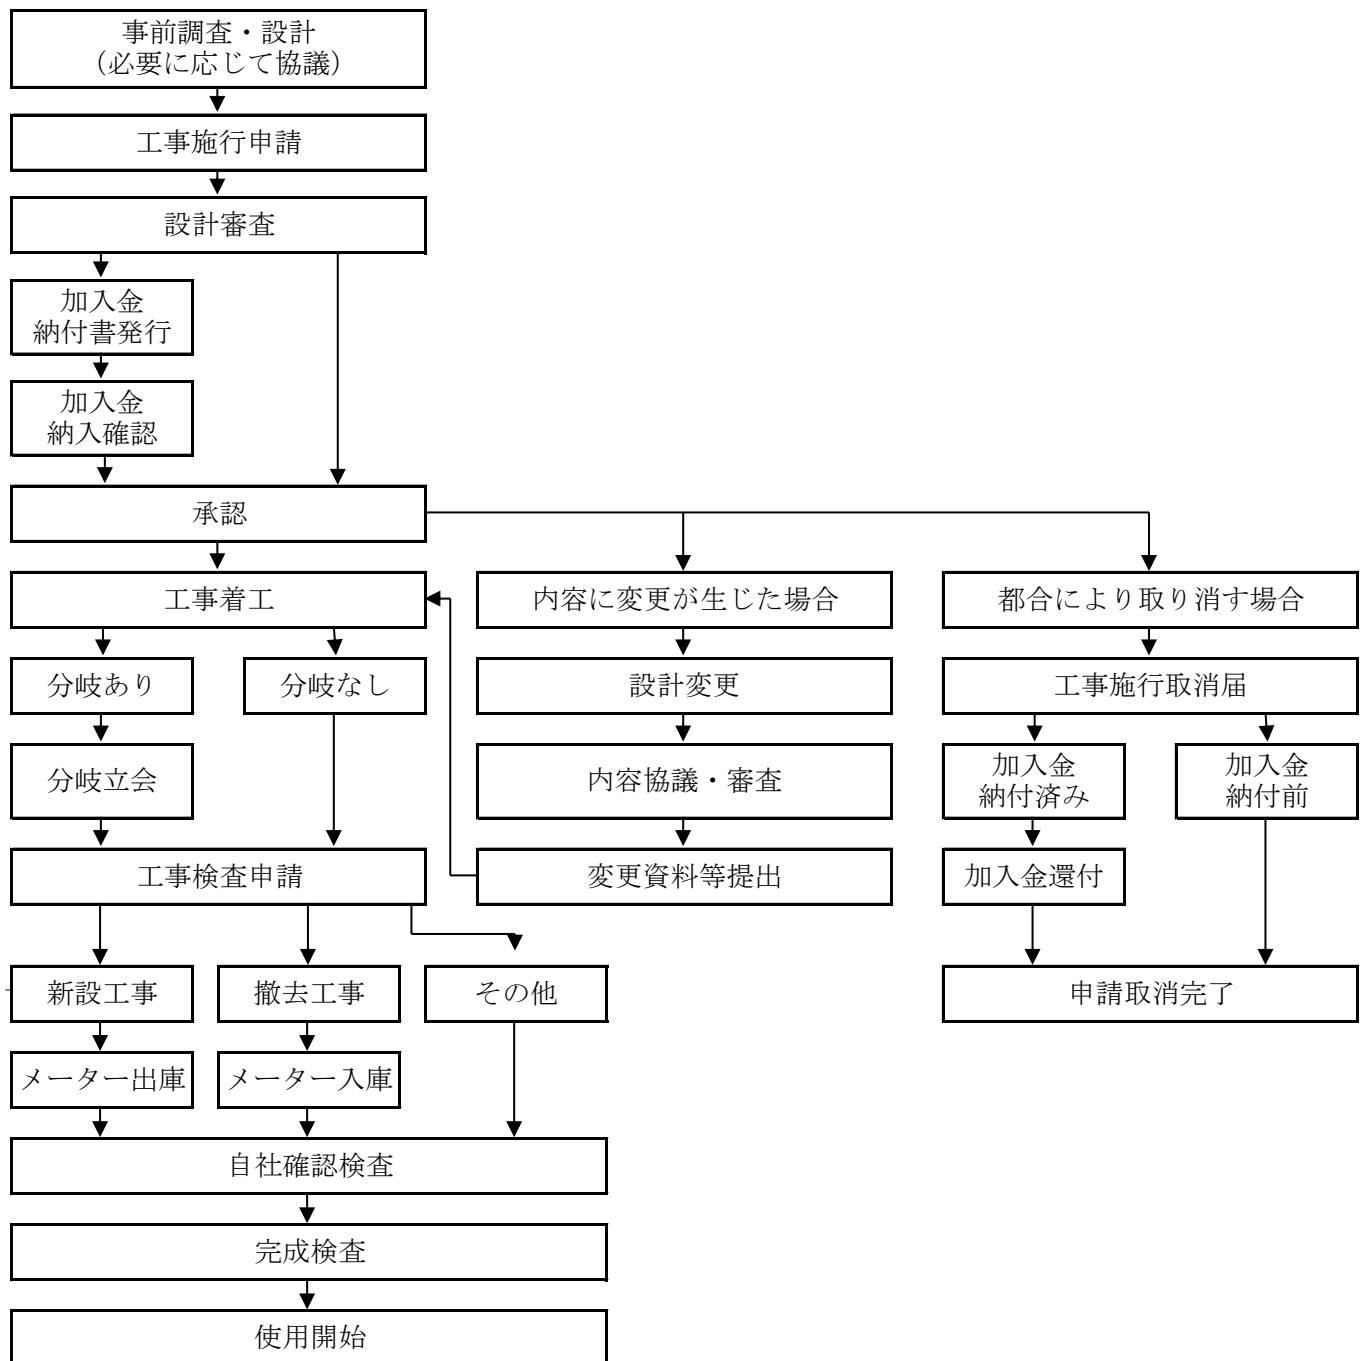 事前調査・設計
（必要に応じて協議）
工事施行申請
設計審査
加入金
納付書発行
加入金
納入確認
承認
工事着工
内容に変更が生じた場合
都合により取り消す場合
分岐あり
分岐なし
設計変更
工事施行取消届
分岐立会
内容協議・審査
加入金
納付済み
加入金
納付前
工事検査申請
変更資料等提出
加入金還付
新設工事
撤去工事
その他
申請取消完了
メーター出庫
メーター入庫
自社確認検査
完成検査
使用開始